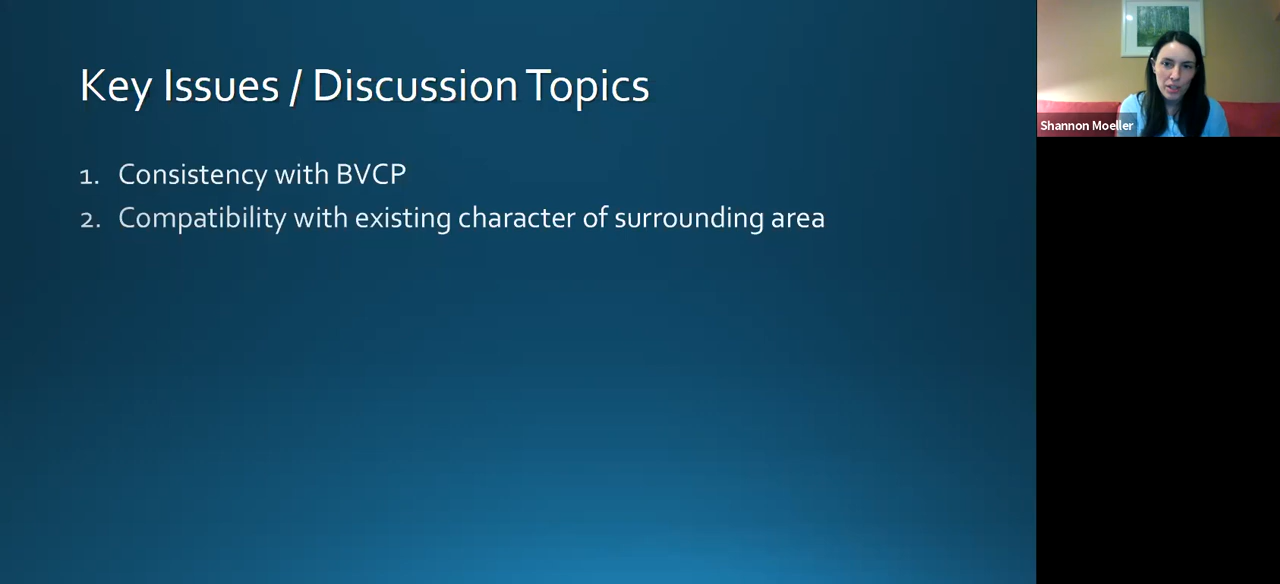 Key Issues / Discussion Topics
1. Consistency with BVCP
2. Compatibility with existing character of surrounding area
Shannon Moeller